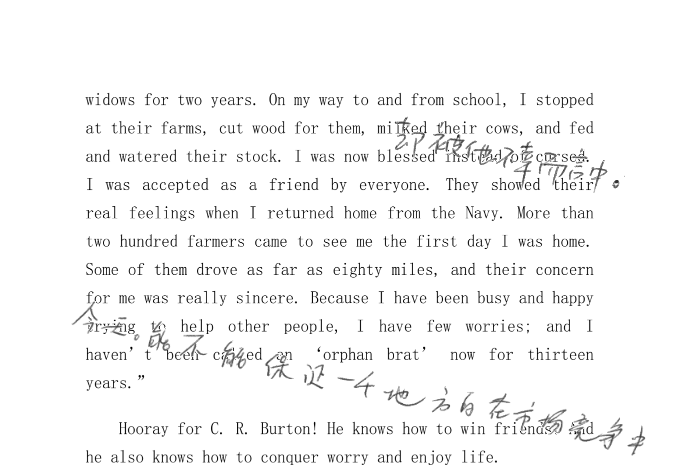 widows for two years. On my way to and from school, I stopped
at their farms, cut wood for them, milked their cows, and fed
却被他不幸而言中。
and watered their stock. I was now blessed instead of cursed.
I was accepted as a friend by everyone. They showed their
real feelings when I returned home from the Navy. More than
two hundred farmers came to see me the first day I was home.
Some of them drove as far as eighty miles, and their concern
for me was really sincere. Because I have been busy and happy
trying to help other people, I have few worries; and I
haven't been called an ‘orphan brat’ now for thirteen
能不能保证一个地方的在市场竞争中
years.”
Hooray for C. R. Burton! He knows how to win friends! And
he also knows how to conquer worry and enjoy life.